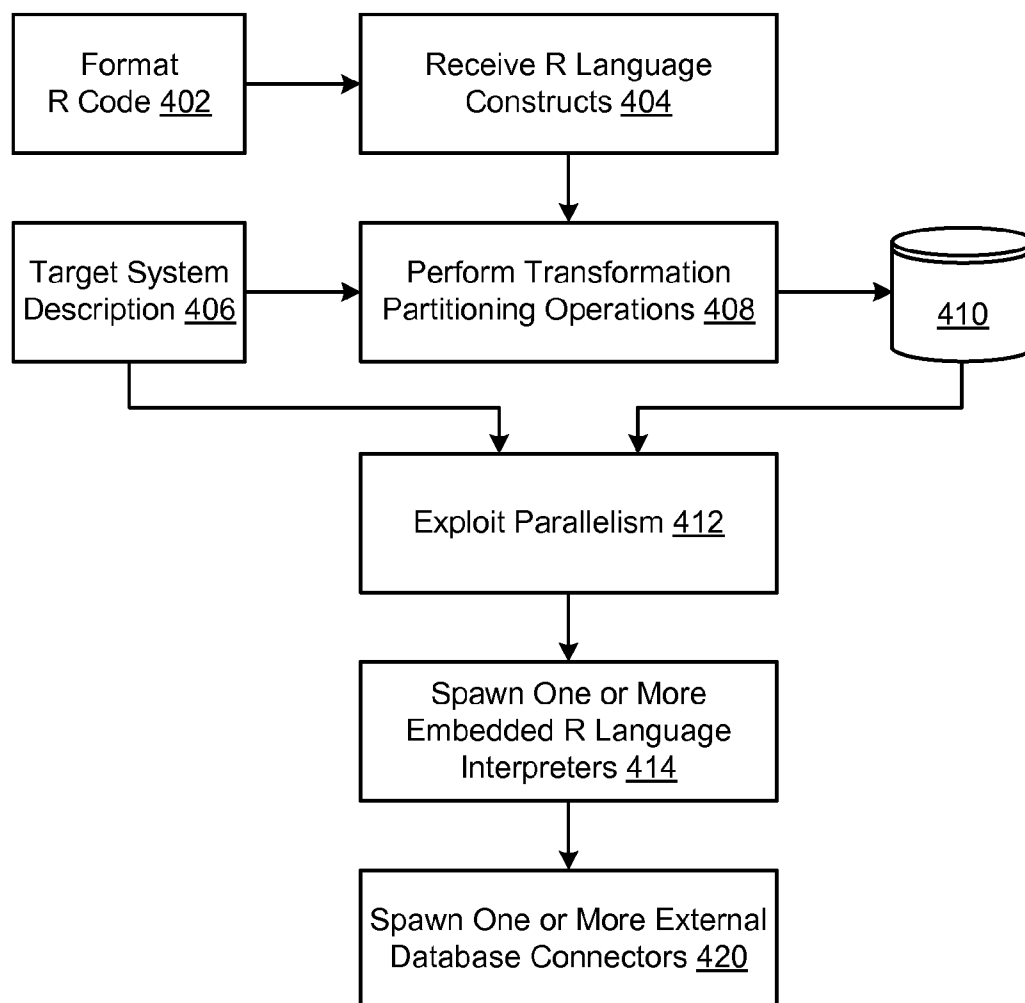 Format
R Code 402
Receive R Language
Constructs 404
Target System
Description 406
Perform Transformation
Partitioning Operations 408
410
Exploit Parallelism 412
Spawn One or More
Embedded R Language
Interpreters 414
Spawn One or More External
Database Connectors 420